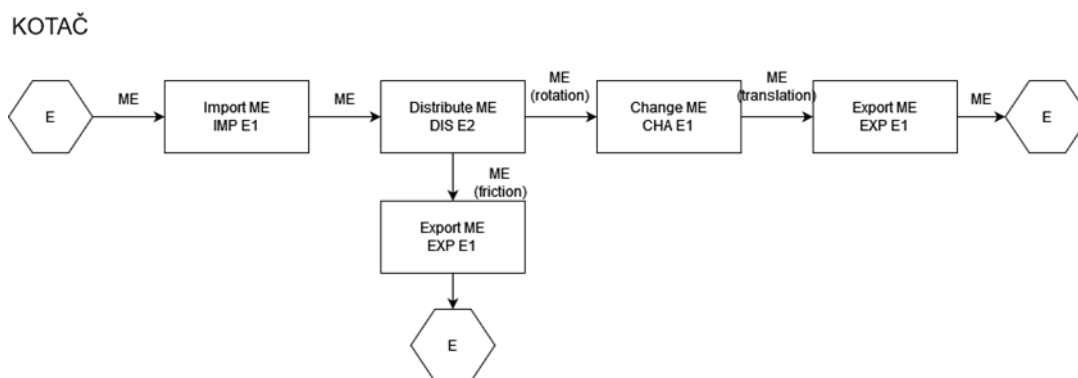 KOTAČ
E
ME
Import ME
IMP E1
ME
Distribute ME
DIS E2
ME
(rotation)
Change ME
CHA E1
ME
(translation)
Export ME
EXP E1
ME
E
ME
(friction)
Export ME
EXP E1
E